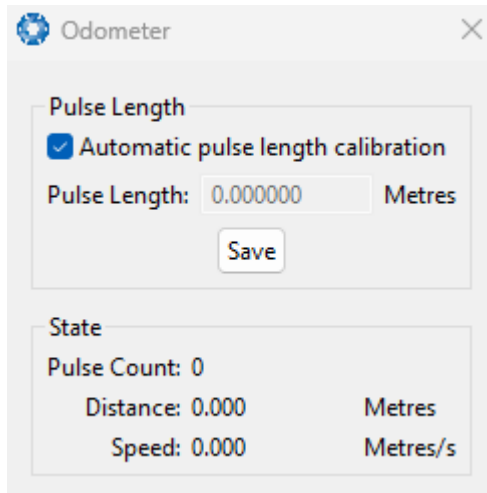 Odometer
Pulse Length
Automatic pulse length calibration
Pulse Length: 0.000000 Metres
Save
State
Pulse Count: 0
Distance: 0.000 Metres
Speed: 0.000 Metres/s